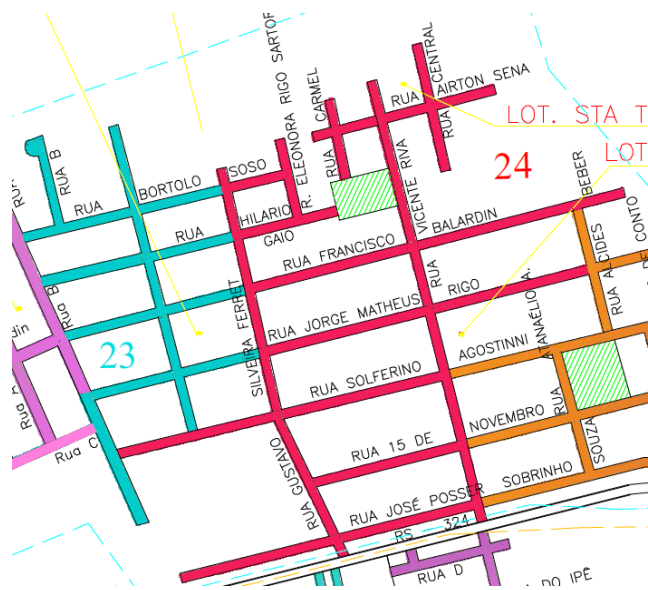 R. ELEONORA RIGO SARTOR
RUA CARMEL
RUA CENTRAL
RUA AIRTON SENA
LOT. STA T
LOT
24
RUA B
RUA BORTOLO SOSO
RUA HILARIO GAIO
RUA VICENTE RIVA
RUA FRANCISCO BALARDIN
RUA ALCIDES BEBER
DE CONTO
RUA JORGE MATHEUS RIGO
SILVEIRA FERRET
RUA GUSTAVO
Rua B
23
RUA SOLFERINO AGOSTINNI
RUA ATANAÉLIO A.
SOUZA
Rua A
Rua C
RUA 15 DE NOVEMBRO
RUA JOSÉ POSSER SOBRINHO
RS 324
RUA D
DO IPÊ